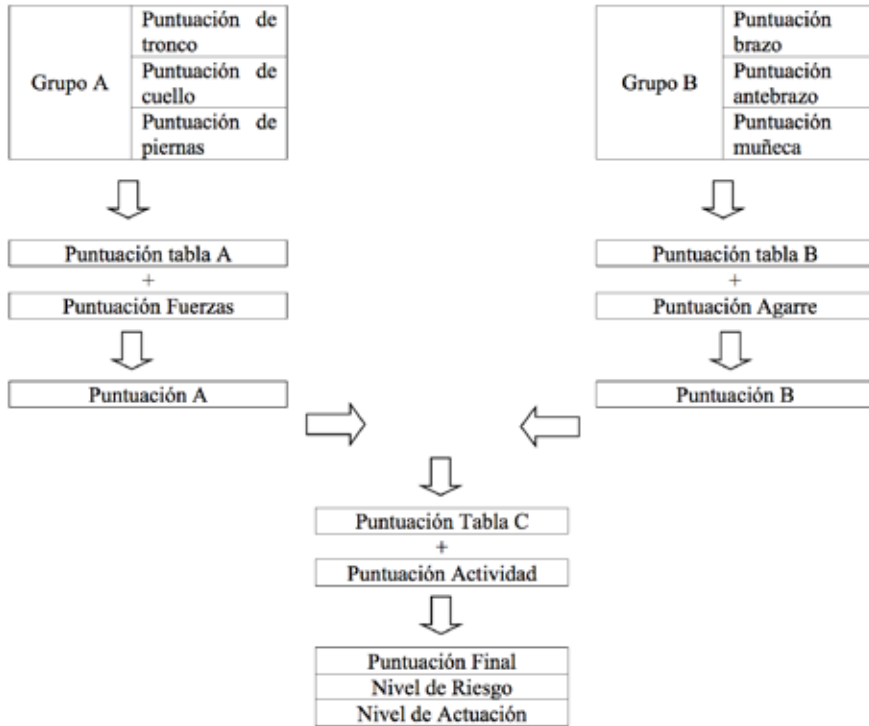 Grupo A
Puntuación de
tronco
Puntuación de
cuello
Puntuación de
piernas
Grupo B
Puntuación
brazo
Puntuación
antebrazo
Puntuación
muñeca
Puntuación tabla A
+
Puntuación Fuerzas
Puntuación A
Puntuación tabla B
+
Puntuación Agarre
Puntuación B
Puntuación Tabla C
+
Puntuación Actividad
Puntuación Final
Nivel de Riesgo
Nivel de Actuación